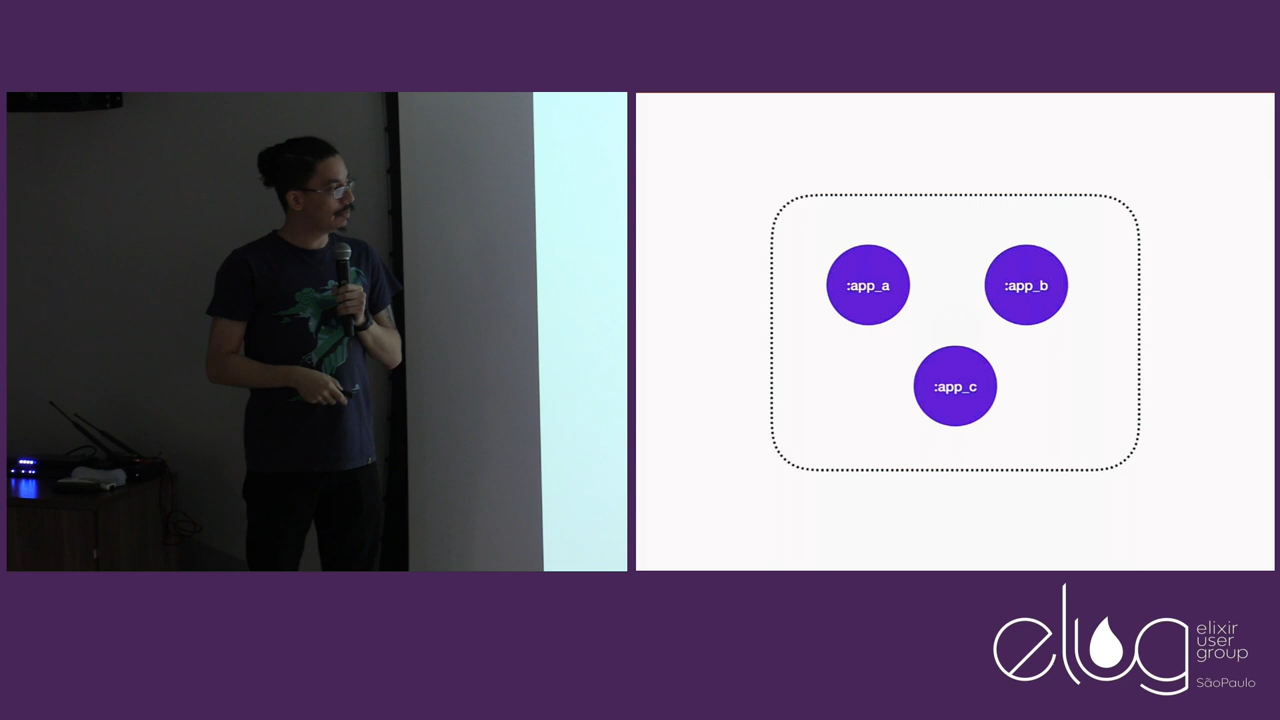 :app_a
:app_b
:app_c
elug
elixir
user
group
SãoPaulo